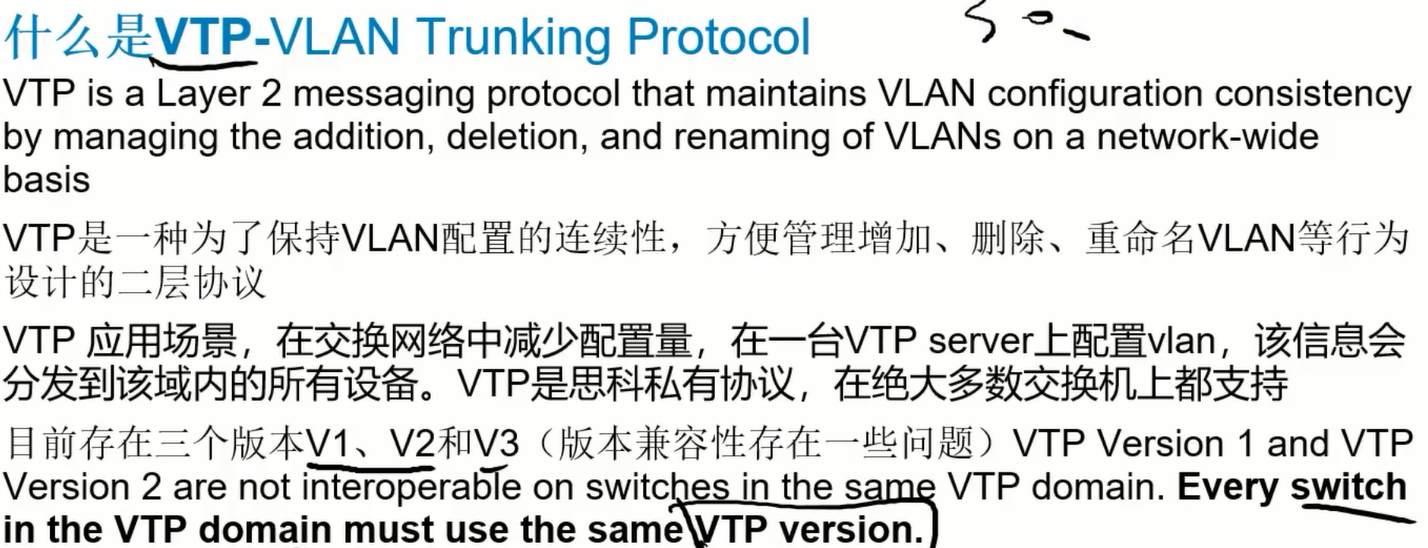 什么是VTP-VLAN Trunking Protocol
VTP is a Layer 2 messaging protocol that maintains VLAN configuration consistency
by managing the addition, deletion, and renaming of VLANs on a network-wide
basis
VTP是一种为了保持VLAN配置的连续性，方便管理增加、删除、重命名VLAN等行为
设计的二层协议
VTP 应用场景，在交换网络中减少配置量，在一台VTP server上配置vlan，该信息会
分发到该域内的所有设备。VTP是思科私有协议，在绝大多数交换机上都支持
目前存在三个版本V1、V2和V3（版本兼容性存在一些问题）VTP Version 1 and VTP
Version 2 are not interoperable on switches in the same VTP domain. Every switch
in the VTP domain must use the same VTP version.